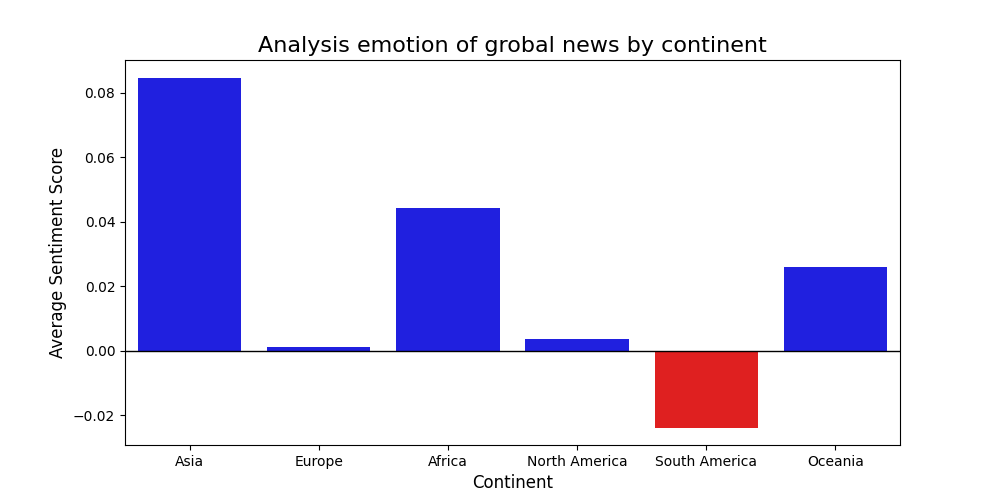 Analysis emotion of grobal news by continent
Average Sentiment Score
0.08
0.06
0.04
0.02
0.00
−0.02
Asia Europe Africa North America South America Oceania
Continent